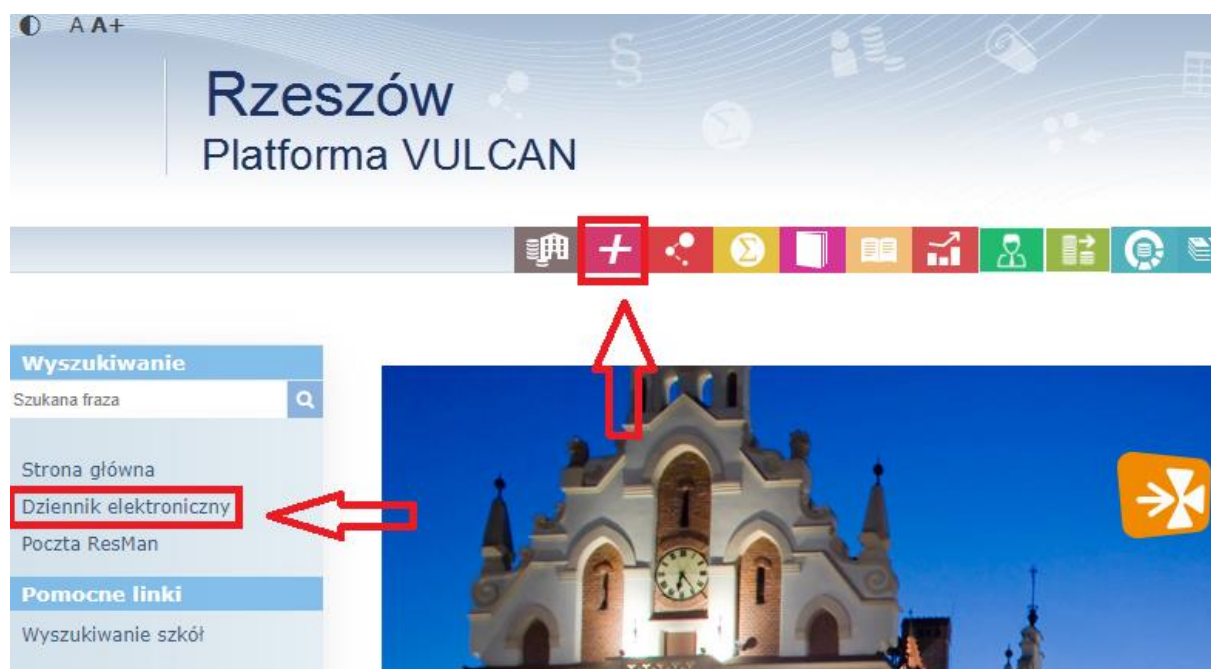 A A+
Rzeszów
Platforma VULCAN
Wyszukiwanie
Szukana fraza
Strona główna
Dziennik elektroniczny
Poczta ResMan
Pomocne linki
Wyszukiwanie szkół